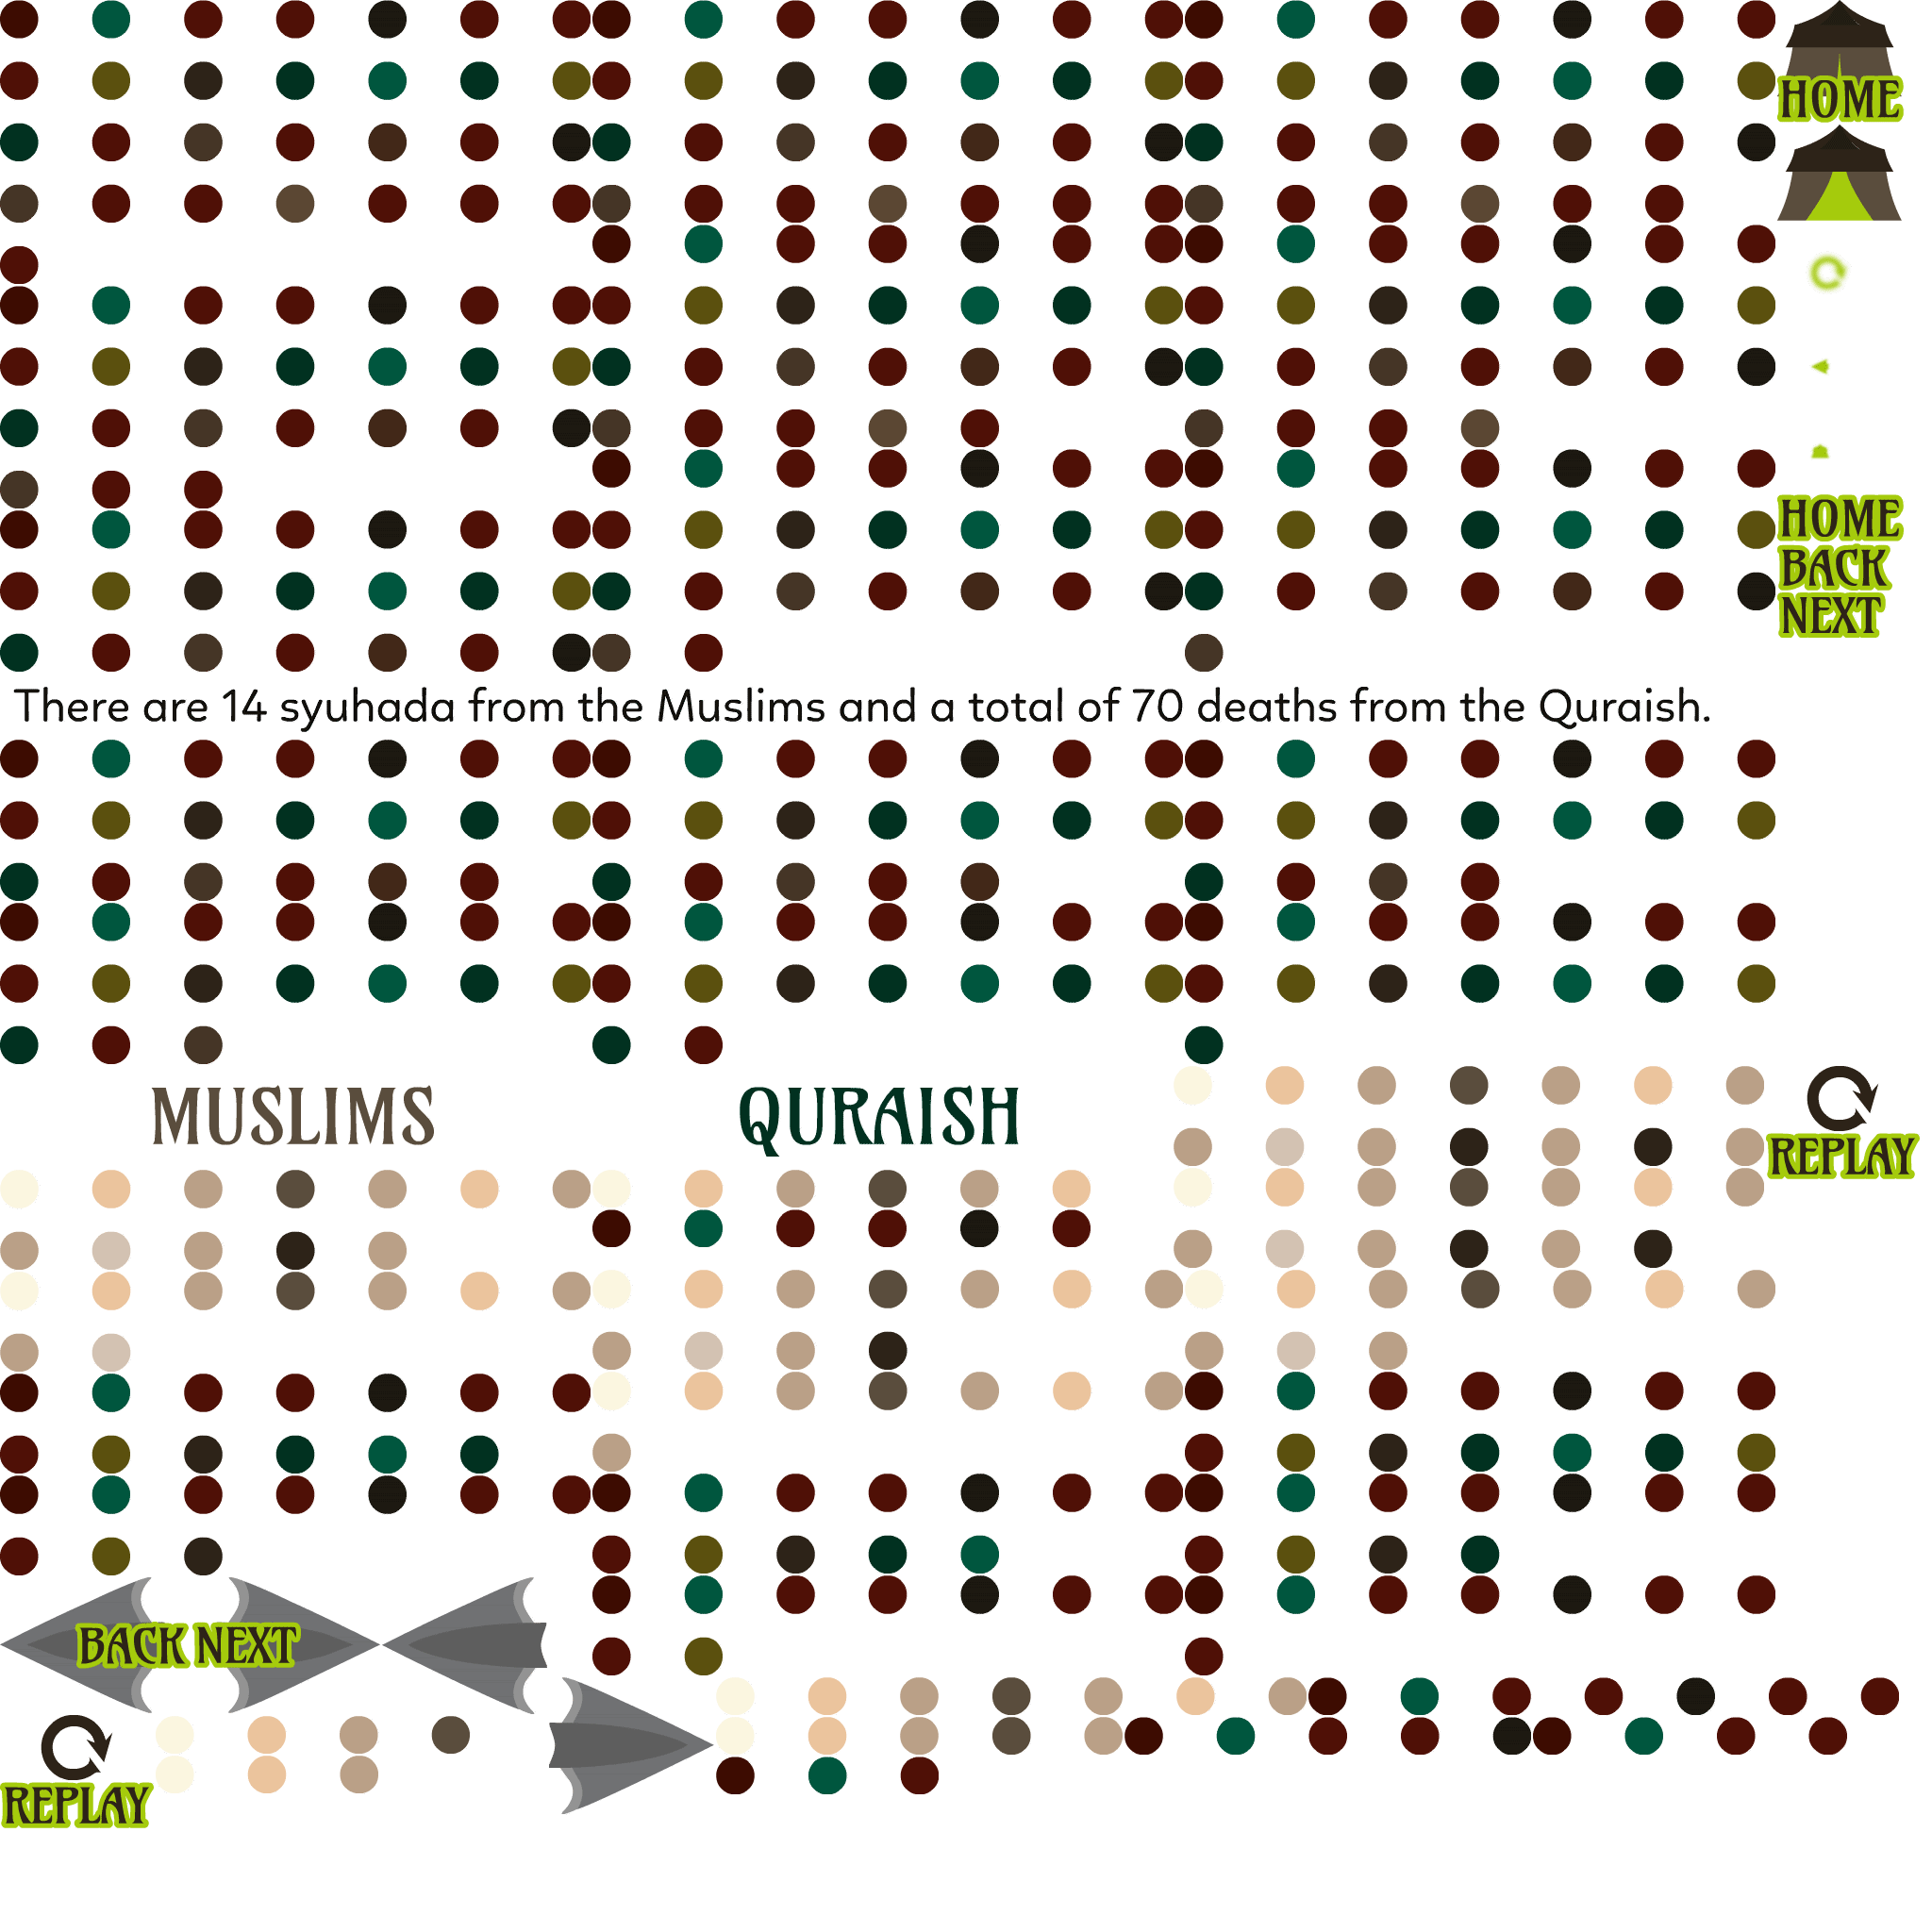 HOME
HOME
BACK
NEXT
There are 14 syuhada from the Muslims and a total of 70 deaths from the Quraish.
MUSLIMS
QURAISH
REPLAY
BACK
NEXT
REPLAY